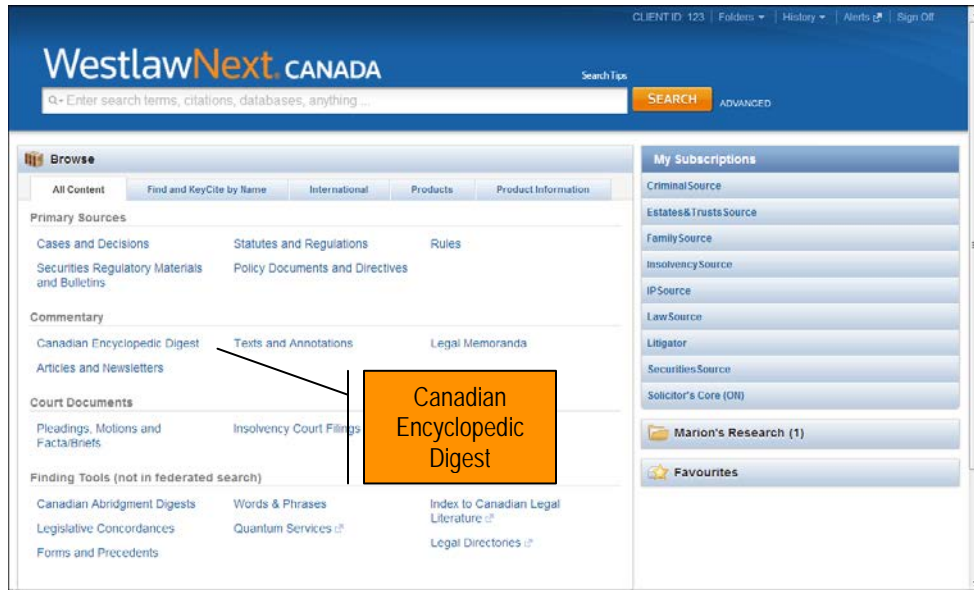 CLIENT ID: 123 | Folders | History | Alerts | Sign Off
WestlawNext. CANADA
Search Tips
Enter search terms, citations, databases, anything ...
SEARCH
ADVANCED
Browse
All Content
Find and KeyCite by Name
International
Products
Product Information
Primary Sources
Cases and Decisions
Statutes and Regulations
Rules
Securities Regulatory Materials
and Bulletins
Policy Documents and Directives
Commentary
Canadian Encyclopedic Digest
Texts and Annotations
Legal Memoranda
Articles and Newsletters
Court Documents
Pleadings, Motions and
Facta/Briefs
Insolvency Court Filings
Canadian
Encyclopedic
Digest
Finding Tools (not in federated search)
Canadian Abridgment Digests
Words & Phrases
Index to Canadian Legal
Literature
Legislative Concordances
Quantum Services
Legal Directories
Forms and Precedents
My Subscriptions
CriminalSource
Estates&TrustsSource
FamilySource
InsolvencySource
IPSource
LawSource
Litigator
SecuritiesSource
Solicitor's Core (ON)
Marion's Research (1)
Favourites